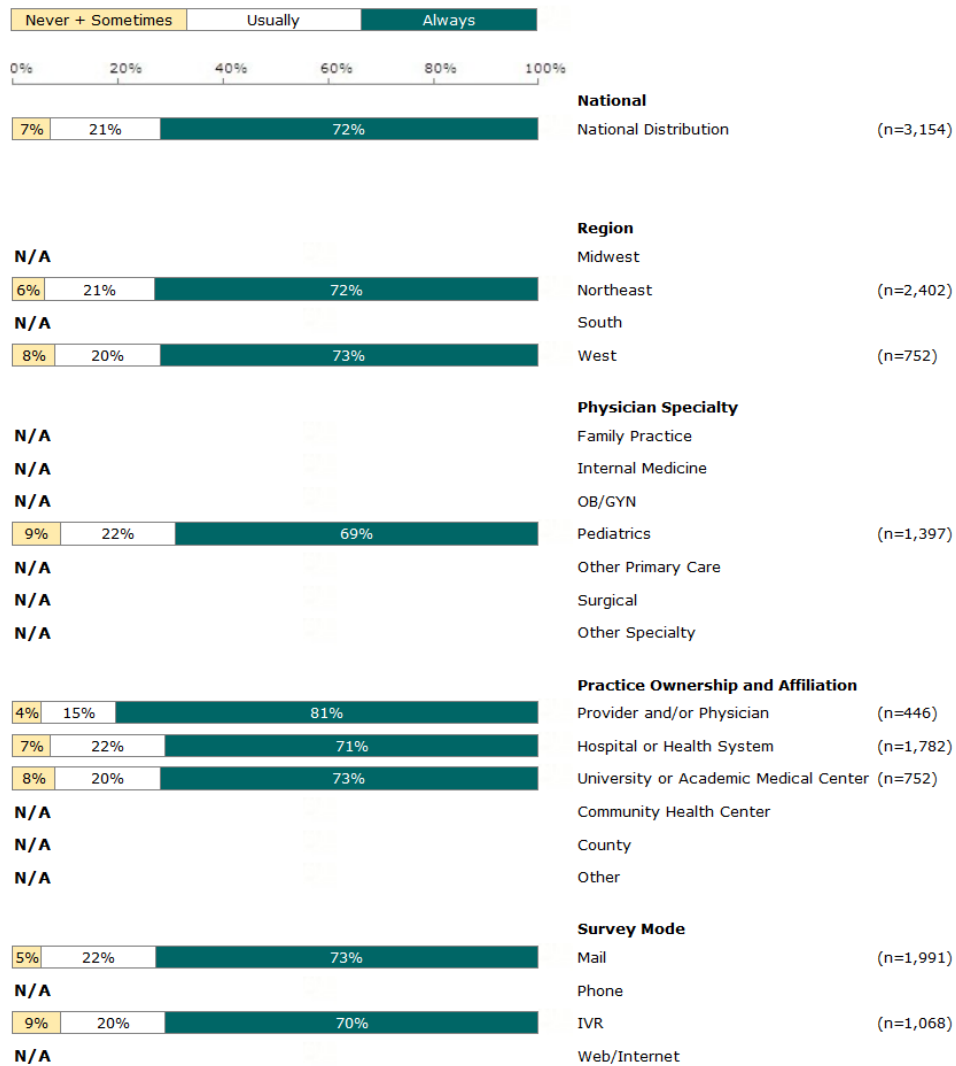 Never + Sometimes Usually Always
0% 20% 40% 60% 80% 100%
National
7% 21% 72% National Distribution (n=3,154)
Region
N/A Midwest
6% 21% 72% Northeast (n=2,402)
N/A South
8% 20% 73% West (n=752)
Physician Specialty
N/A Family Practice
N/A Internal Medicine
N/A OB/GYN
9% 22% 69% Pediatrics (n=1,397)
N/A Other Primary Care
N/A Surgical
N/A Other Specialty
Practice Ownership and Affiliation
4% 15% 81% Provider and/or Physician (n=446)
7% 22% 71% Hospital or Health System (n=1,782)
8% 20% 73% University or Academic Medical Center (n=752)
N/A Community Health Center
N/A County
N/A Other
Survey Mode
5% 22% 73% Mail (n=1,991)
N/A Phone
9% 20% 70% IVR (n=1,068)
N/A Web/Internet